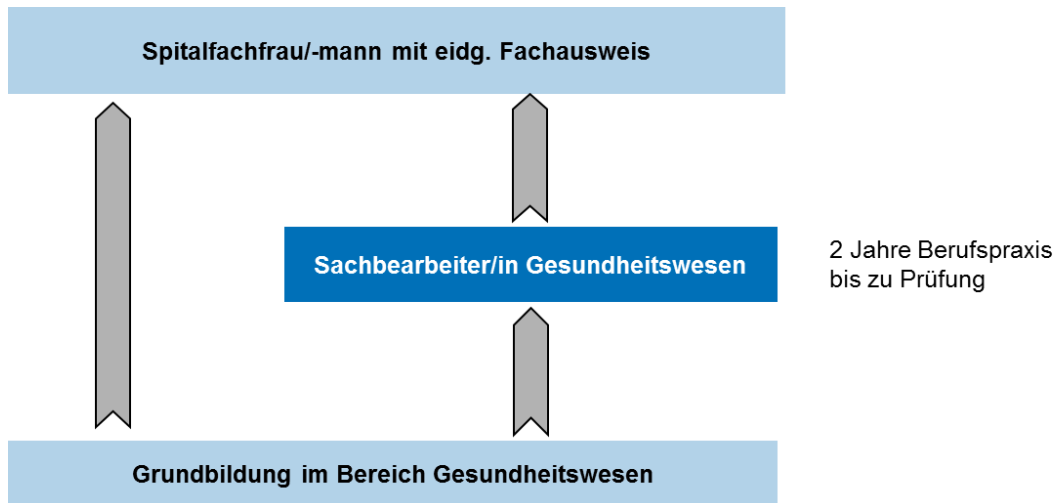 Spitalfachfrau/-mann mit eidg. Fachausweis
Sachbearbeiter/in Gesundheitswesen
2 Jahre Berufspraxis
bis zu Prüfung
Grundbildung im Bereich Gesundheitswesen